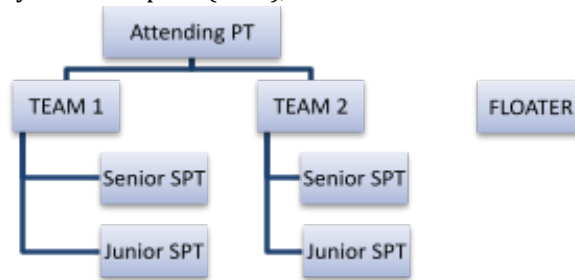 Attending PT
TEAM 1
TEAM 2
FLOATER
Senior SPT
Senior SPT
Junior SPT
Junior SPT